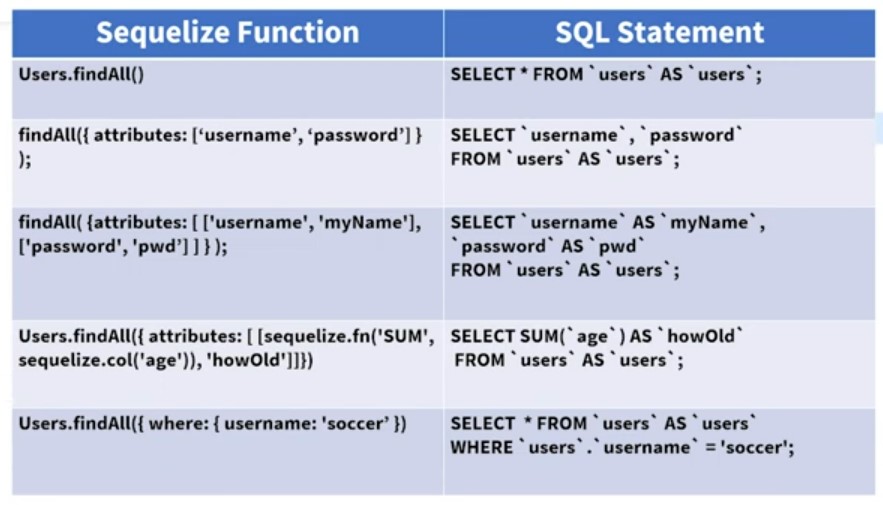 Sequelize Function
SQL Statement
Users.findAll()
SELECT * FROM `users` AS `users`;
findAll({ attributes: [‘username’, ‘password’] }
);
SELECT `username`, `password`
FROM `users` AS `users`;
findAll( {attributes: [ ['username', 'myName'],
['password', 'pwd’] ] } );
SELECT `username` AS `myName`,
`password` AS `pwd`
FROM `users` AS `users`;
Users.findAll({ attributes: [ [sequelize.fn('SUM',
sequelize.col('age')), 'howOld']]})
SELECT SUM(`age`) AS `howOld`
FROM `users` AS `users`;
Users.findAll({ where: { username: 'soccer’ })
SELECT * FROM `users` AS `users`
WHERE `users`.`username` = 'soccer';